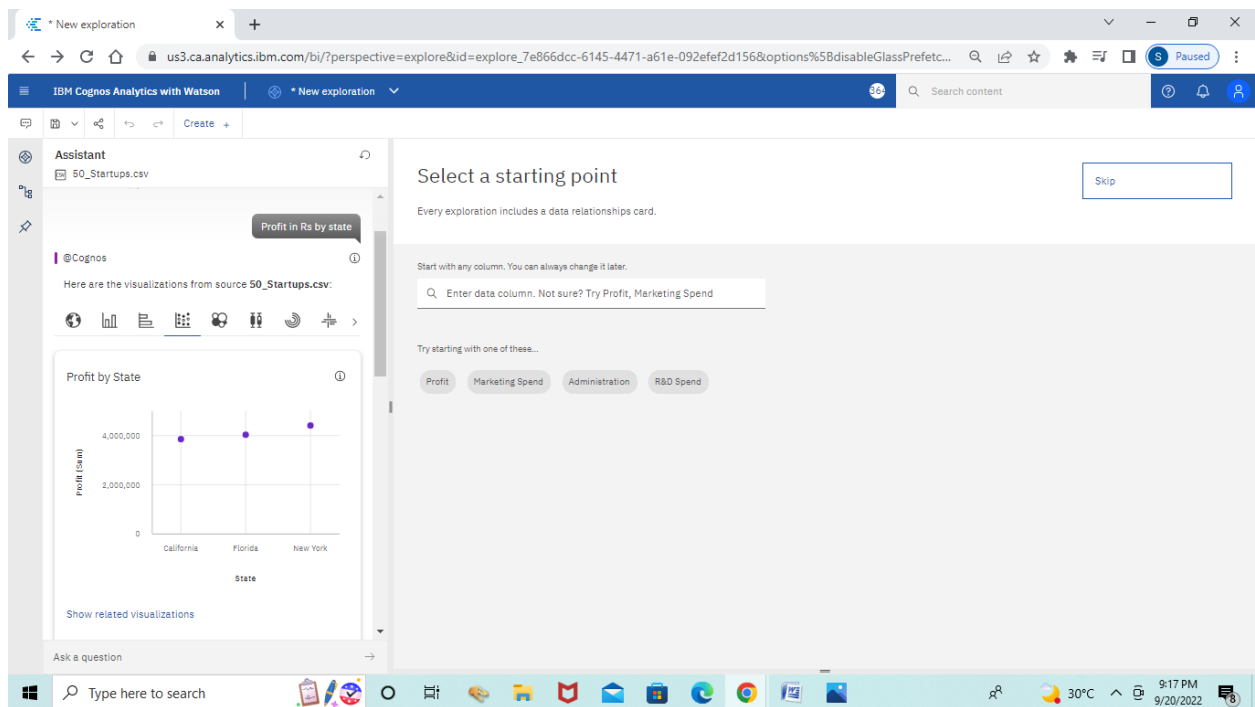 * New exploration
us3.ca.analytics.ibm.com/bi/?perspective=explore&id=explore_7e866dcc-6145-4471-a61e-092efef2d156&options%5BdisableGlassPrefetc...
S Paused
IBM Cognos Analytics with Watson
* New exploration
Search content
Create +
Assistant
50_Startups.csv
Profit in Rs by state
@Cognos
Here are the visualizations from source 50_Startups.csv:
Profit by State
4,000,000
2,000,000
0
Profit (Sum)
California Florida New York
State
Show related visualizations
Ask a question
Select a starting point
Skip
Every exploration includes a data relationships card.
Start with any column. You can always change it later.
Enter data column. Not sure? Try Profit, Marketing Spend
Try starting with one of these...
Profit Marketing Spend Administration R&D Spend
Type here to search
30°C
9:17 PM
9/20/2022
8